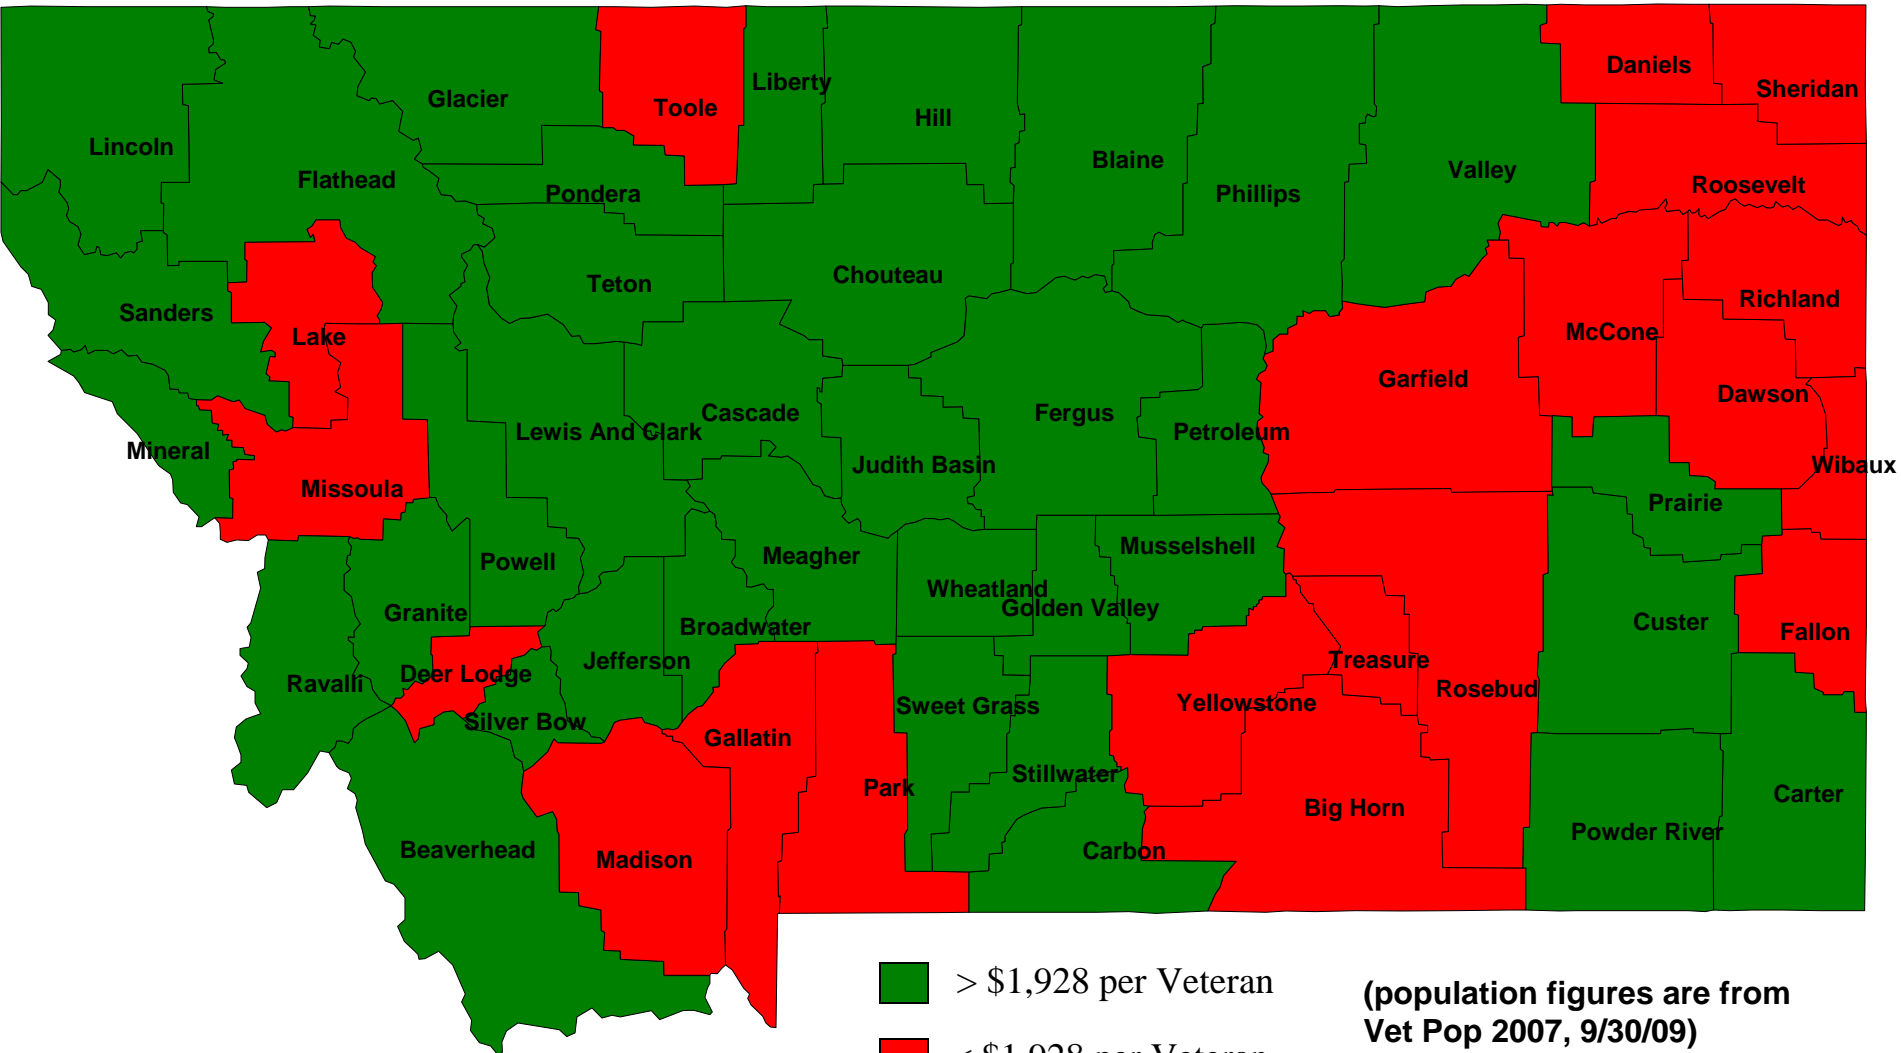 Glacier
Toole
Liberty
Hill
Daniels
Sheridan
Lincoln
Flathead
Pondera
Blaine
Phillips
Valley
Roosevelt
Teton
Chouteau
Sanders
Lake
Richland
McCone
Garfield
Dawson
Cascade
Fergus
Lewis And Clark
Petroleum
Mineral
Judith Basin
Wibaux
Missoula
Prairie
Powell
Meagher
Musselshell
Wheatland
Golden Valley
Granite
Broadwater
Custer
Fallon
Jefferson
Treasure
Deer Lodge
Ravalli
Rosebud
Yellowstone
Sweet Grass
Silver Bow
Gallatin
Stillwater
Park
Carter
Big Horn
Powder River
Beaverhead
Madison
Carbon
> $1,928 per Veteran
< $1,928 per Veteran
(population figures are from
Vet Pop 2007, 9/30/09)